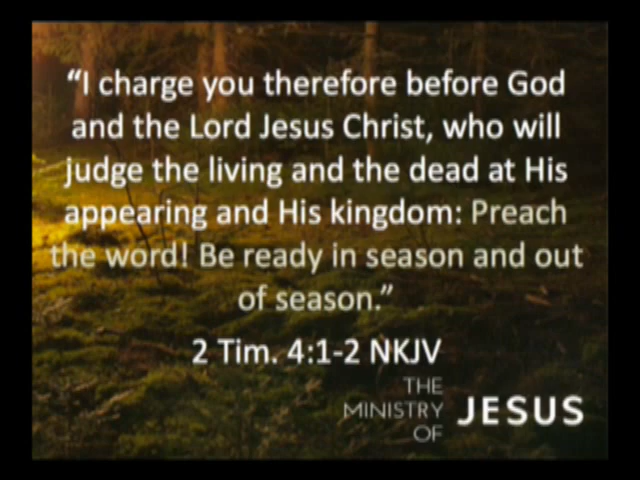 “I charge you therefore before God
and the Lord Jesus Christ, who will
judge the living and the dead at His
appearing and His kingdom: Preach
the word! Be ready in season and out
of season.”
2 Tim. 4:1-2 NKJV
THE
MINISTRY
OF
JESUS